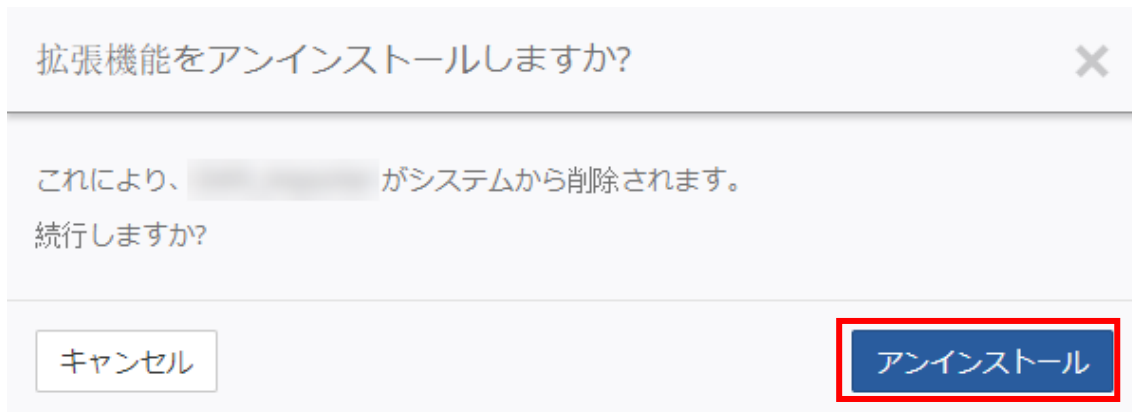 拡張機能をアンインストールしますか?
これにより、 がシステムから削除されます。
続行しますか?
キャンセル
アンインストール